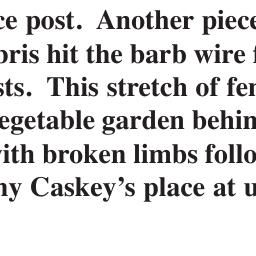 ce post.  Another piece
bris hit the barb wire f
sts.  This stretch of fen
egetable garden behin
with broken limbs follo
ny Caskey’s place at u